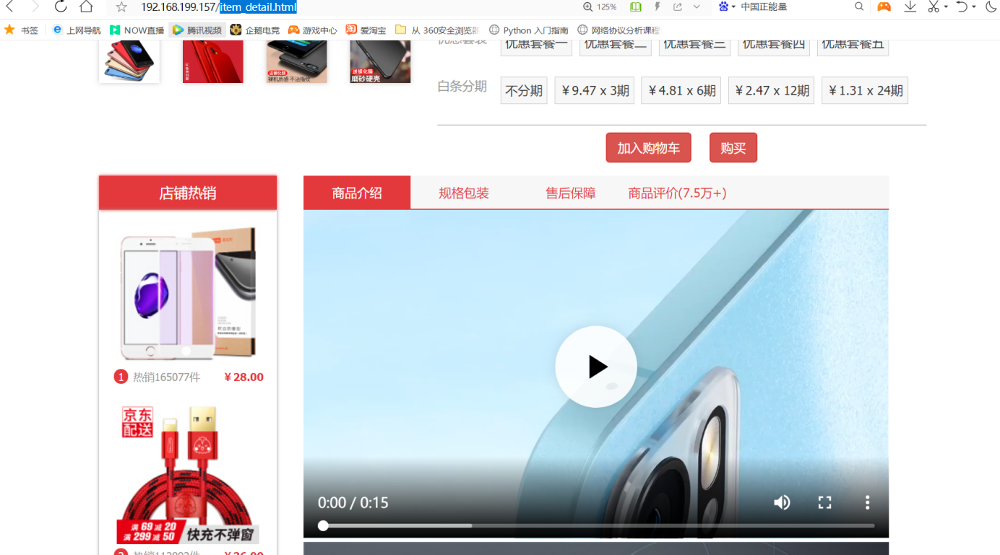 192.168.199.157/item_detail.html
125%
中国正能量
书签
上网导航
NOW直播
腾讯视频
企鹅电竞
游戏中心
爱淘宝
从 360安全浏览器
Python 入门指南
网络协议分析课程
优惠套装
优惠套餐一
优惠套餐二
优惠套餐三
优惠套餐四
优惠套餐五
送钢化膜
裸机质感 不沾指纹
送钢化膜
磨砂硬壳
白条分期
不分期
￥9.47 x 3期
￥4.81 x 6期
￥2.47 x 12期
￥1.31 x 24期
加入购物车
购买
店铺热销
商品介绍
规格包装
售后保障
商品评价(7.5万+)
1 热销165077件 ￥28.00
京东
配送
满 69 减 20
满 299 减 50
快充不弹窗
0:00 / 0:15